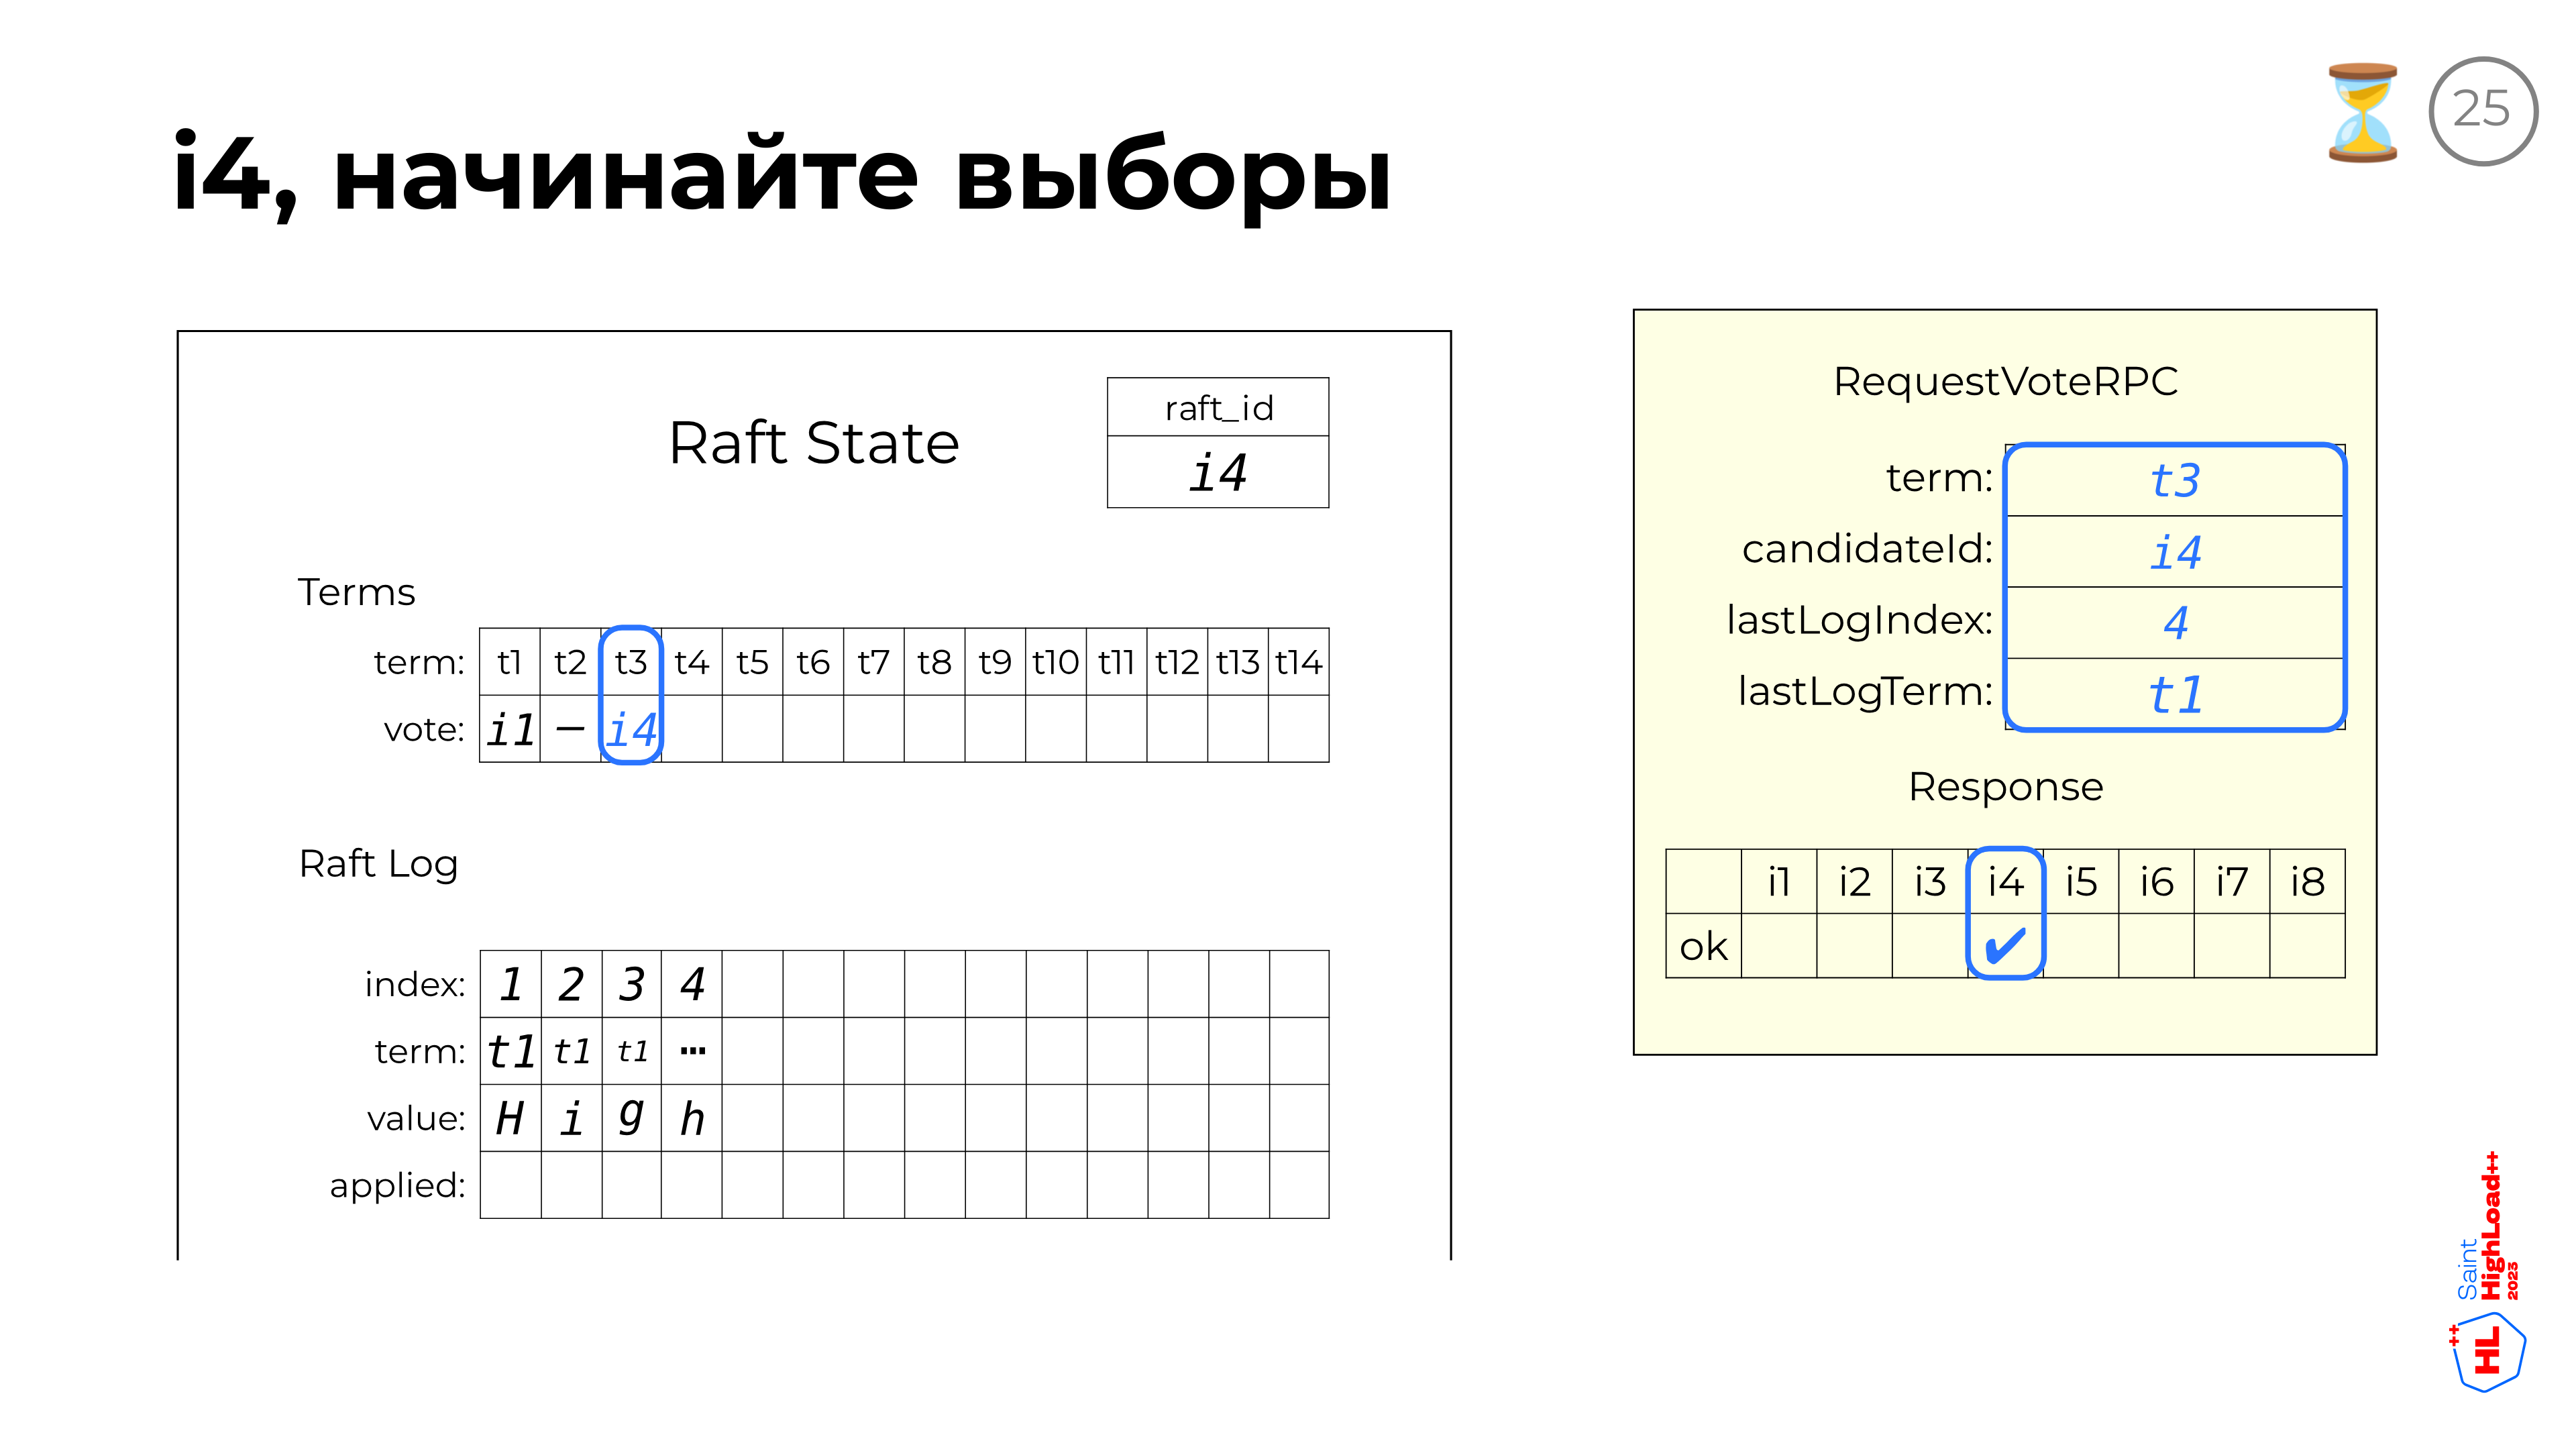 25
i4, начинайте выборы
Raft State
raft_id
i4
Terms
term: t1 t2 t3 t4 t5 t6 t7 t8 t9 t10 t11 t12 t13 t14
vote: i1 – i4
Raft Log
index: 1 2 3 4
term: t1 t1 t1 …
value: H i g h
applied:
RequestVoteRPC
term: t3
candidateId: i4
lastLogIndex: 4
lastLogTerm: t1
Response
i1 i2 i3 i4 i5 i6 i7 i8
ok ✔
Saint
HighLoad++
2023
HL++